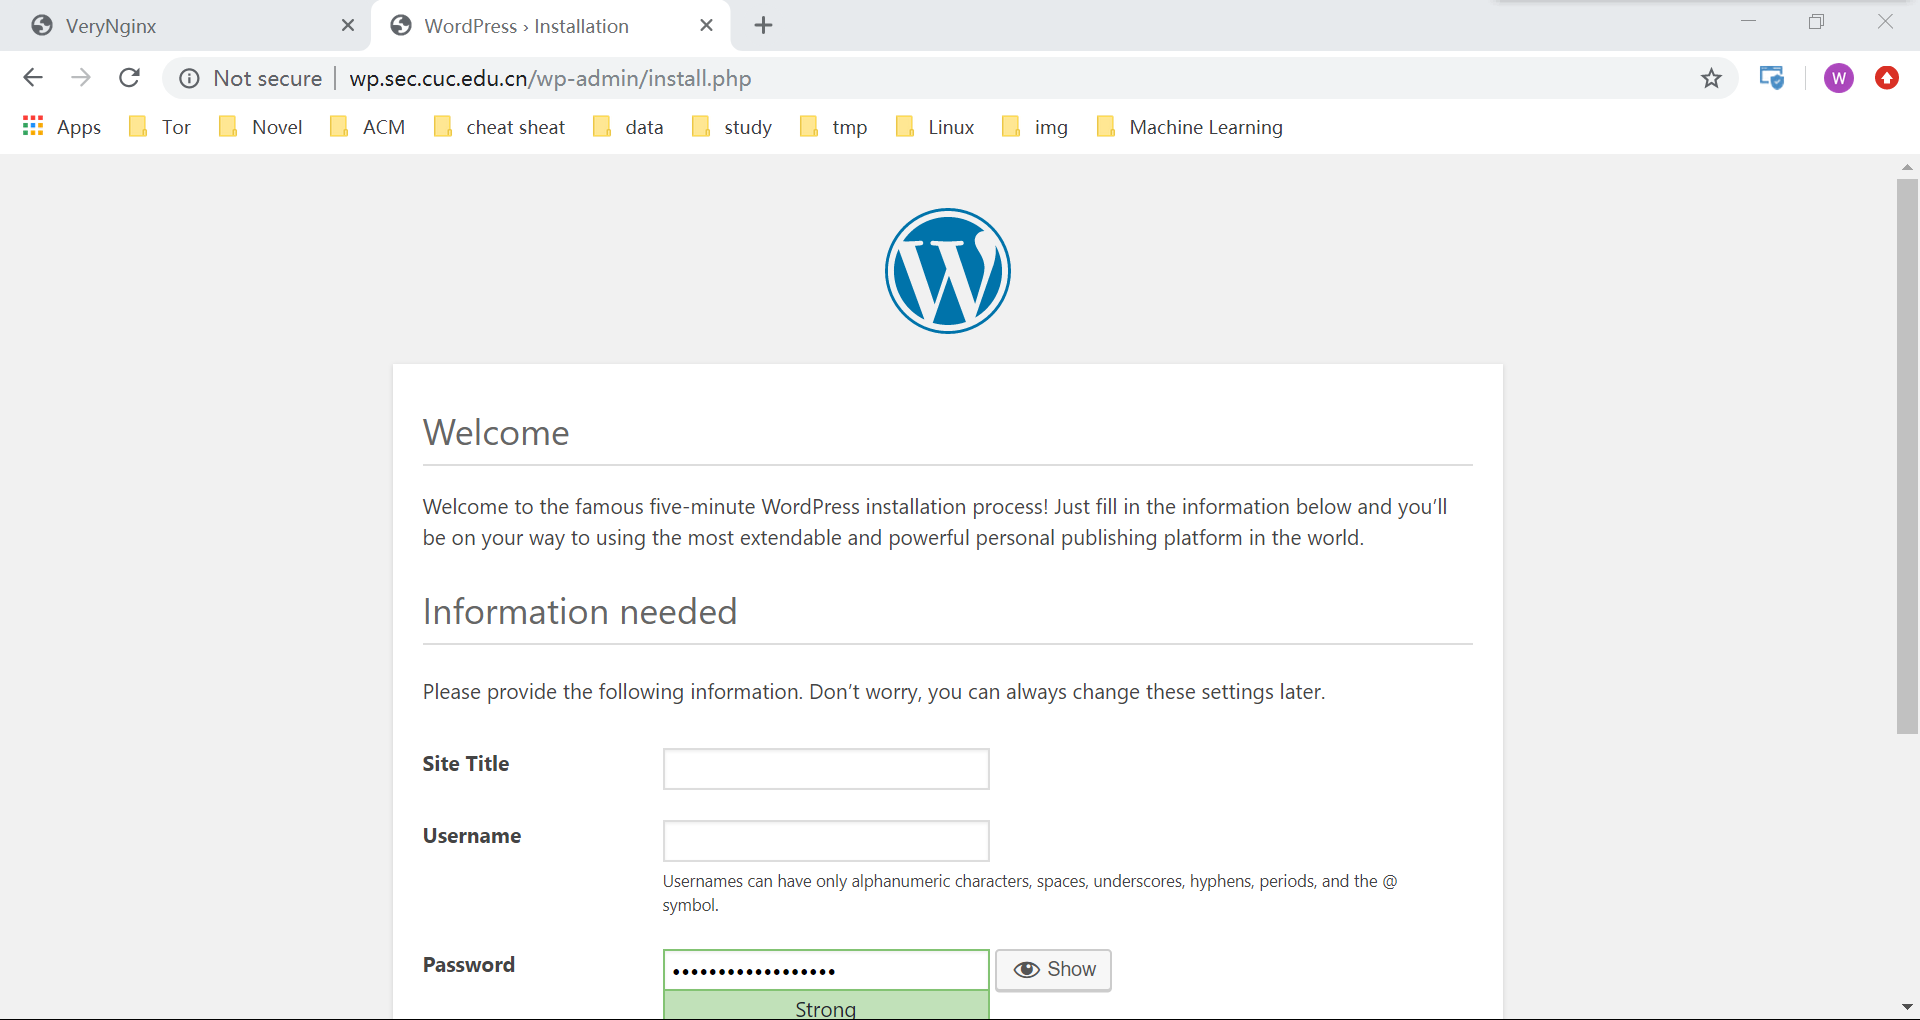 VeryNginx
WordPress › Installation
Not secure | wp.sec.cuc.edu.cn/wp-admin/install.php
W
Apps Tor Novel ACM cheat sheat data study tmp Linux img Machine Learning
Welcome
Welcome to the famous five-minute WordPress installation process! Just fill in the information below and you’ll
be on your way to using the most extendable and powerful personal publishing platform in the world.
Information needed
Please provide the following information. Don’t worry, you can always change these settings later.
Site Title
Username
Usernames can have only alphanumeric characters, spaces, underscores, hyphens, periods, and the @
symbol.
Password
•••••••••••••••••• Show
Strong